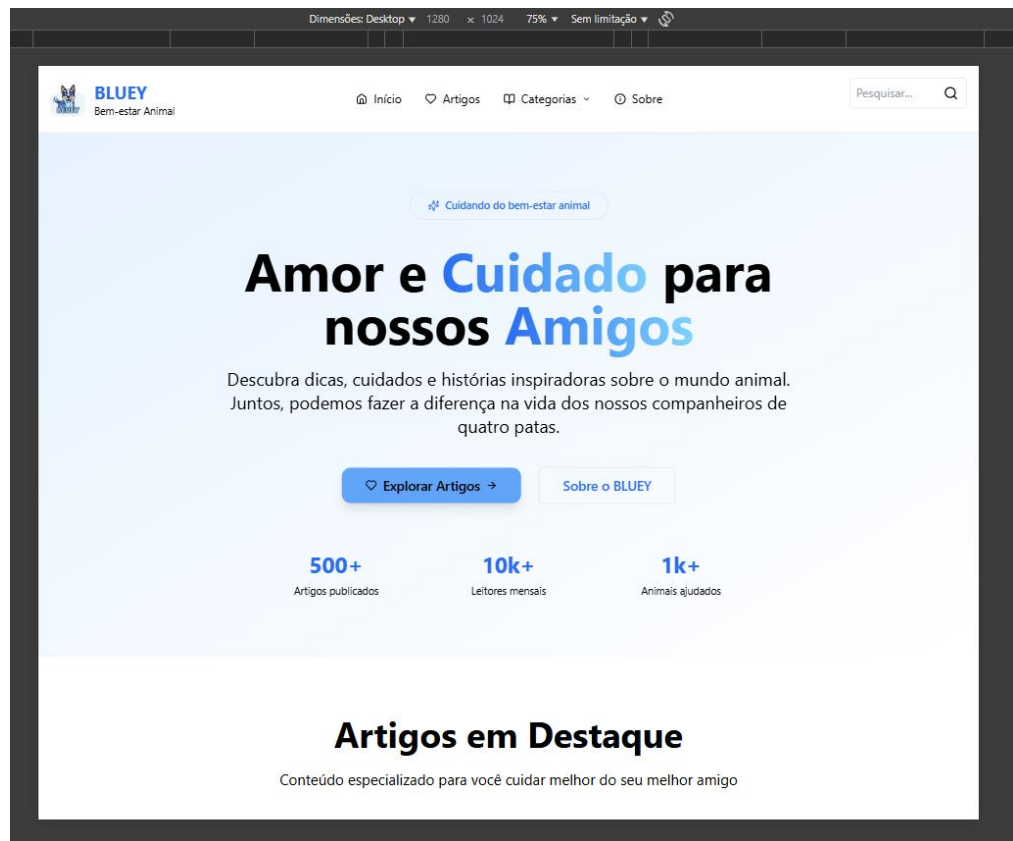 Dimensões: Desktop ▼ 1280 × 1024 75% ▼ Sem limitação ▼
BLUEY
Bem-estar Animal
Início Artigos Categorias Sobre
Pesquisar...
Cuidando do bem-estar animal
Amor e Cuidado para
nossos Amigos
Descubra dicas, cuidados e histórias inspiradoras sobre o mundo animal.
Juntos, podemos fazer a diferença na vida dos nossos companheiros de
quatro patas.
Explorar Artigos →
Sobre o BLUEY
500+ 10k+ 1k+
Artigos publicados Leitores mensais Animais ajudados
Artigos em Destaque
Conteúdo especializado para você cuidar melhor do seu melhor amigo